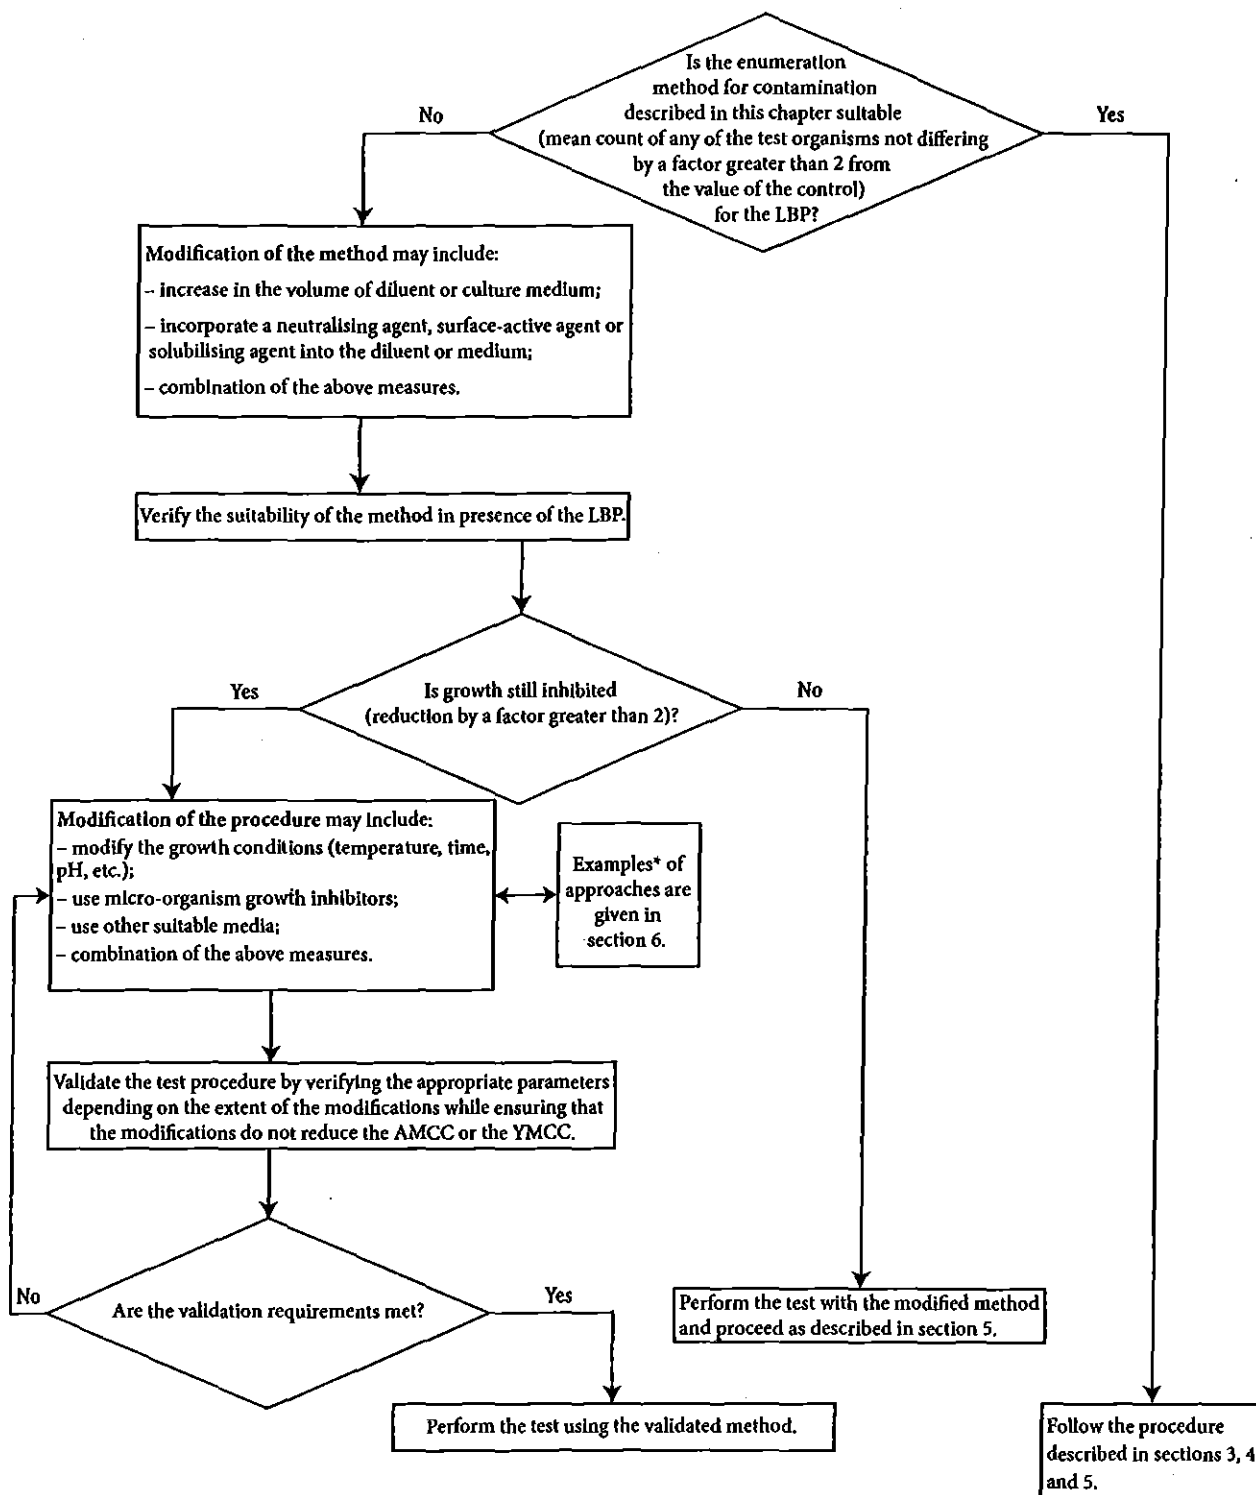 Is the enumeration
method for contamination
described in this chapter suitable
(mean count of any of the test organisms not differing
by a factor greater than 2 from
the value of the control)
for the LBP?
No
Yes
Modification of the method may include:
– increase in the volume of diluent or culture medium;
– incorporate a neutralising agent, surface-active agent or
solubilising agent into the diluent or medium;
– combination of the above measures.
Verify the suitability of the method in presence of the LBP.
Is growth still inhibited
(reduction by a factor greater than 2)?
Yes
No
Modification of the procedure may include:
– modify the growth conditions (temperature, time,
pH, etc.);
– use micro-organism growth inhibitors;
– use other suitable media;
– combination of the above measures.
Examples* of
approaches are
given in
section 6.
Validate the test procedure by verifying the appropriate parameters
depending on the extent of the modifications while ensuring that
the modifications do not reduce the AMCC or the YMCC.
Are the validation requirements met?
No
Yes
Perform the test with the modified method
and proceed as described in section 5.
Perform the test using the validated method.
Follow the procedure
described in sections 3, 4
and 5.